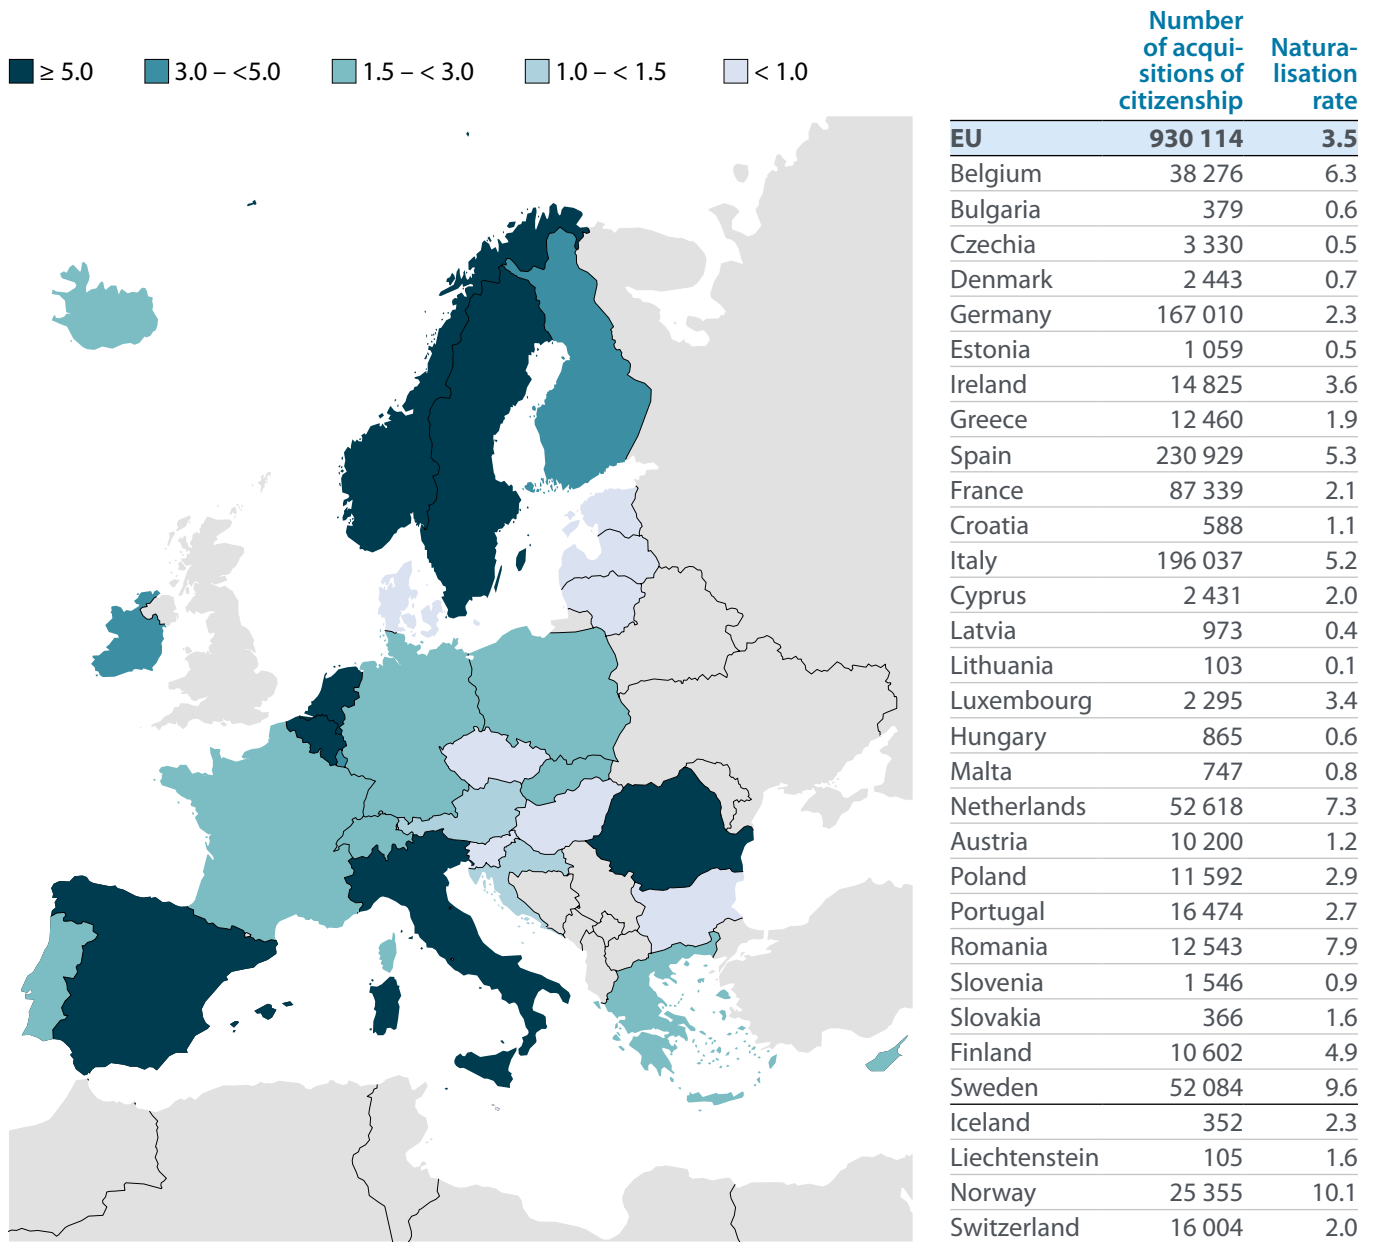 ≥ 5.0
3.0 – <5.0
1.5 – < 3.0
1.0 – < 1.5
< 1.0
Number of acqui-sitions of citizenship
Natura-lisation rate
EU 930 114 3.5
Belgium 38 276 6.3
Bulgaria 379 0.6
Czechia 3 330 0.5
Denmark 2 443 0.7
Germany 167 010 2.3
Estonia 1 059 0.5
Ireland 14 825 3.6
Greece 12 460 1.9
Spain 230 929 5.3
France 87 339 2.1
Croatia 588 1.1
Italy 196 037 5.2
Cyprus 2 431 2.0
Latvia 973 0.4
Lithuania 103 0.1
Luxembourg 2 295 3.4
Hungary 865 0.6
Malta 747 0.8
Netherlands 52 618 7.3
Austria 10 200 1.2
Poland 11 592 2.9
Portugal 16 474 2.7
Romania 12 543 7.9
Slovenia 1 546 0.9
Slovakia 366 1.6
Finland 10 602 4.9
Sweden 52 084 9.6
Iceland 352 2.3
Liechtenstein 105 1.6
Norway 25 355 10.1
Switzerland 16 004 2.0